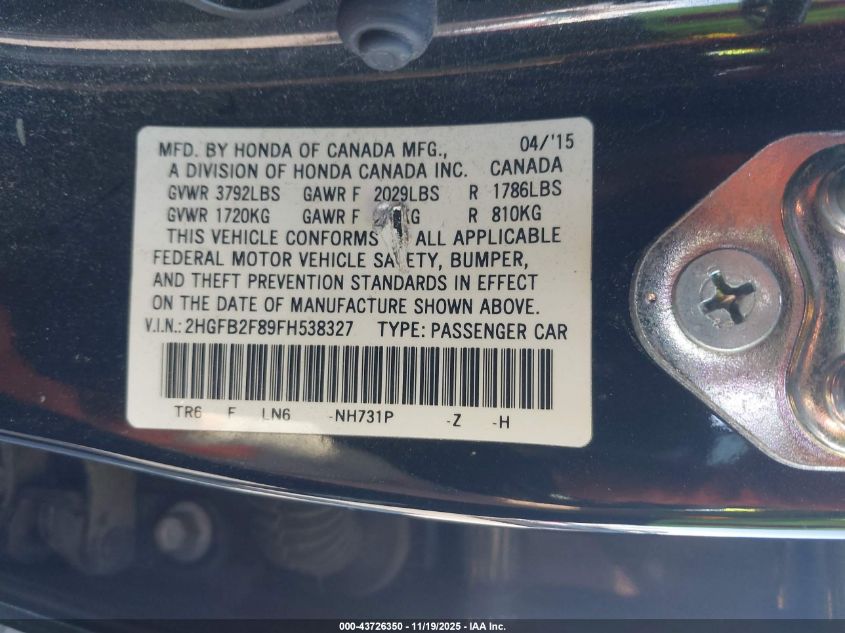 MFD. BY HONDA OF CANADA MFG., 04/'15
A DIVISION OF HONDA CANADA INC. CANADA
GVWR 3792LBS GAWR F 2029LBS R 1786LBS
GVWR 1720KG GAWR F KG R 810KG
THIS VEHICLE CONFORMS ALL APPLICABLE
FEDERAL MOTOR VEHICLE SAFETY, BUMPER,
AND THEFT PREVENTION STANDARDS IN EFFECT
ON THE DATE OF MANUFACTURE SHOWN ABOVE.
V.I.N.: 2HGFB2F89FH538327 TYPE: PASSENGER CAR
TR6 F LN6 -NH731P -Z -H
000-43726350 - 11/19/2025 - IAA Inc.